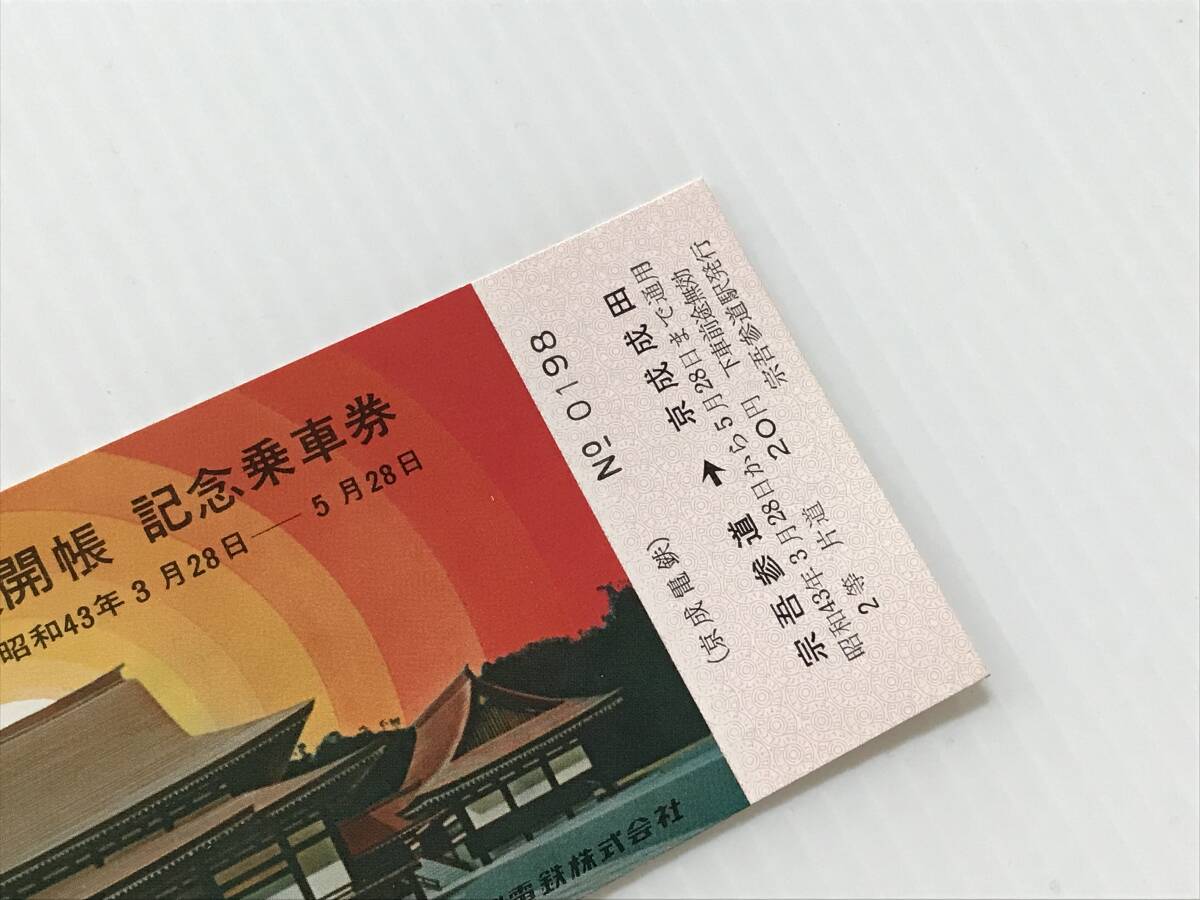 開帳 記念乗車券
昭和43年3月28日―5月28日
電鉄株式会社
№ 0198
(京成電鉄)
宗吾参道 → 京成成田
昭和43年3月28日から5月28日まで通用
2等 片道 20円 下車前途無効
宗吾参道駅発行